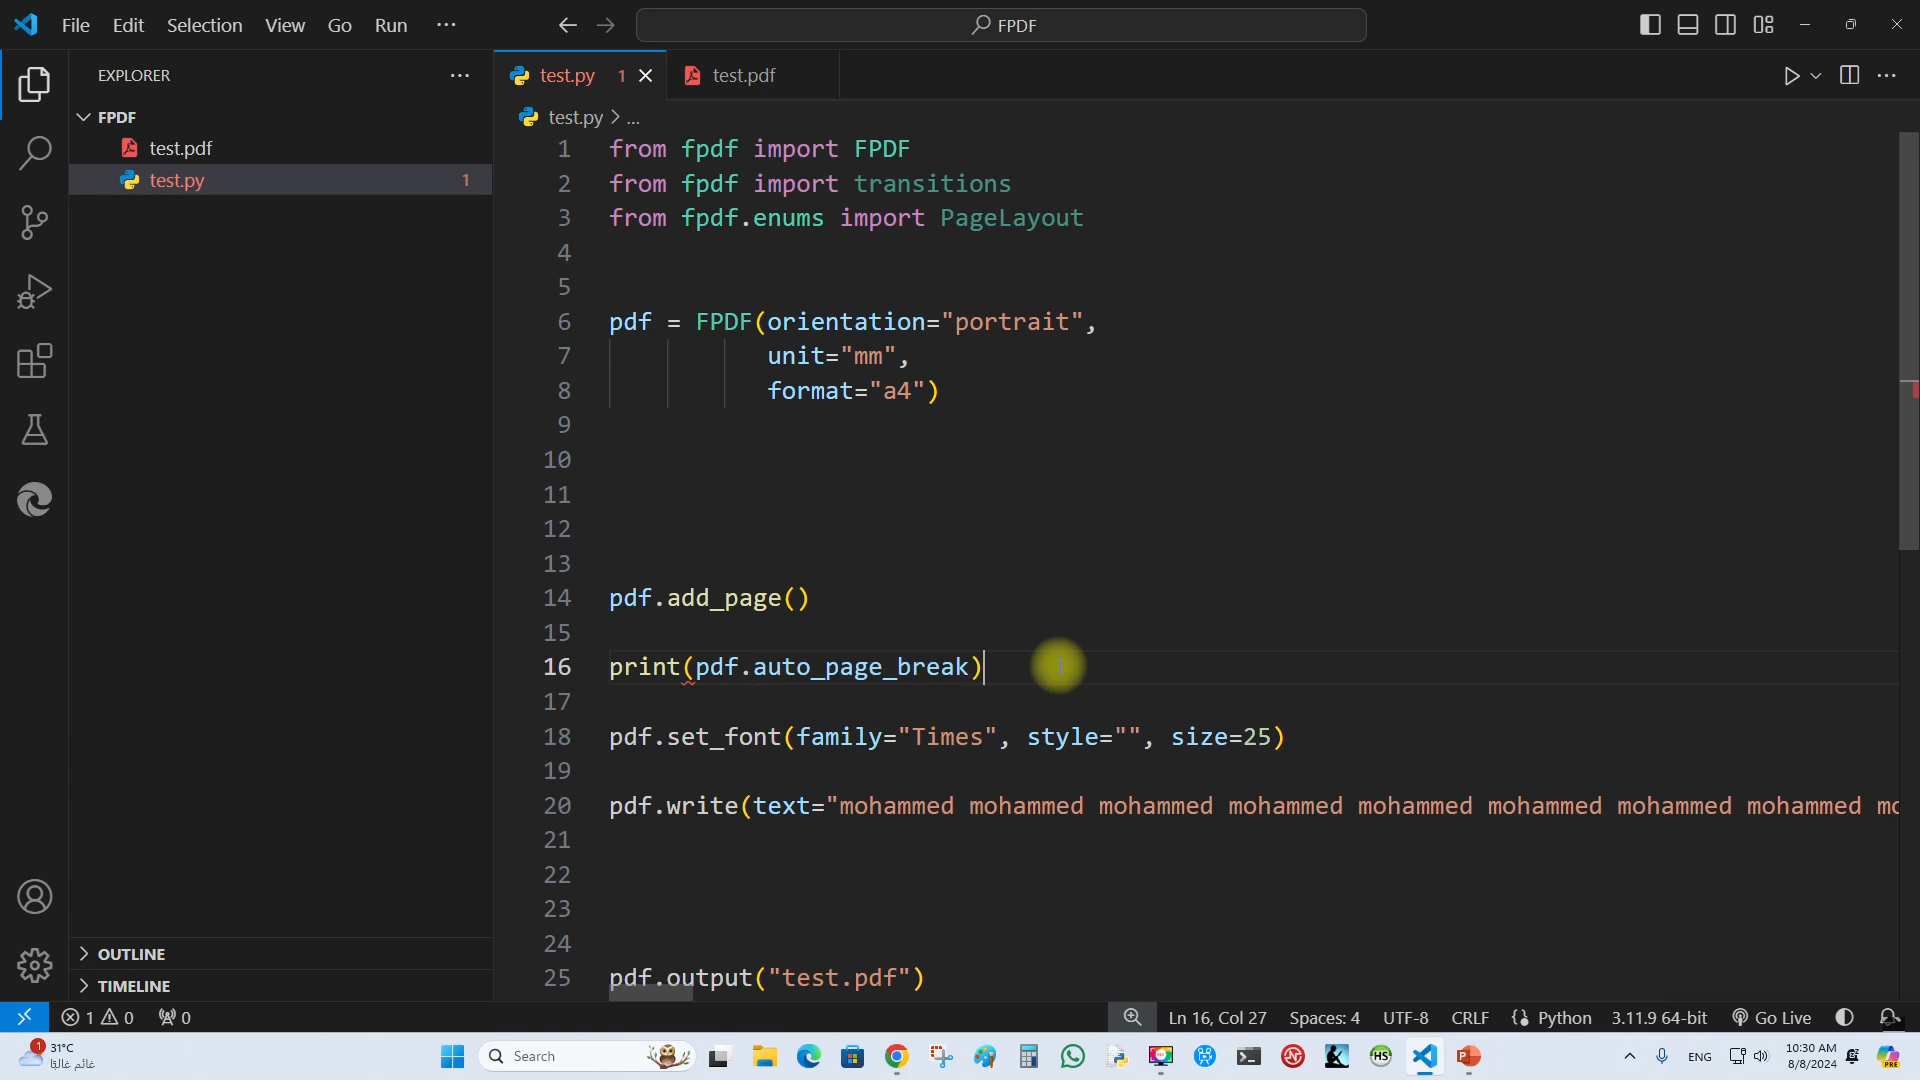 File Edit Selection View Go Run ...
FPDF
EXPLORER
FPDF
test.pdf
test.py 1
OUTLINE
TIMELINE
test.py 1
test.pdf
test.py > ...
1 from fpdf import FPDF
2 from fpdf import transitions
3 from fpdf.enums import PageLayout
4
5
6 pdf = FPDF(orientation="portrait",
7 unit="mm",
8 format="a4")
9
10
11
12
13
14 pdf.add_page()
15
16 print(pdf.auto_page_break)
17
18 pdf.set_font(family="Times", style="", size=25)
19
20 pdf.write(text="mohammed mohammed mohammed mohammed mohammed mohammed mohammed mohammed mo
21
22
23
24
25 pdf.output("test.pdf")
1 0 0 Ln 16, Col 27 Spaces: 4 UTF-8 CRLF Python 3.11.9 64-bit Go Live
1
31°C
غائم غالبًا
Search
HS
ENG
10:30 AM
8/8/2024
PRE